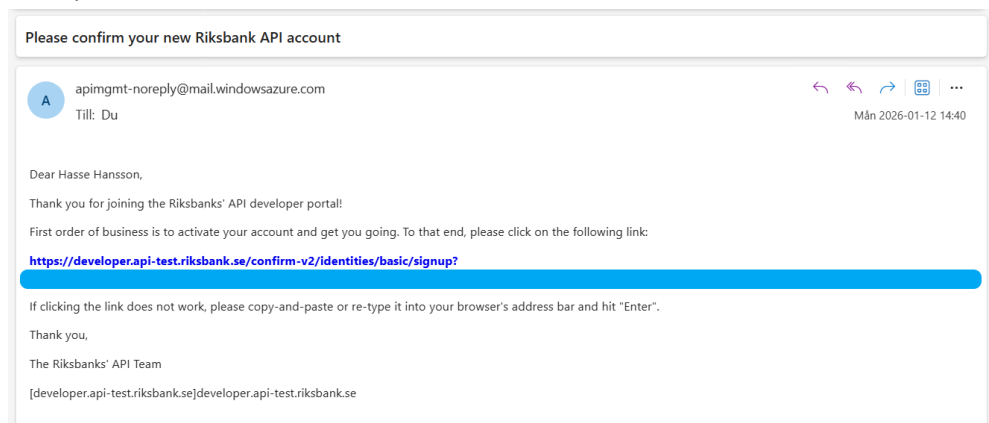 Please confirm your new Riksbank API account
A
apimgmt-noreply@mail.windowsazure.com
Till: Du
Mån 2026-01-12 14:40
Dear Hasse Hansson,
Thank you for joining the Riksbanks' API developer portal!
First order of business is to activate your account and get you going. To that end, please click on the following link:
https://developer.api-test.riksbank.se/confirm-v2/identities/basic/signup?
If clicking the link does not work, please copy-and-paste or re-type it into your browser's address bar and hit "Enter".
Thank you,
The Riksbanks' API Team
[developer.api-test.riksbank.se]developer.api-test.riksbank.se